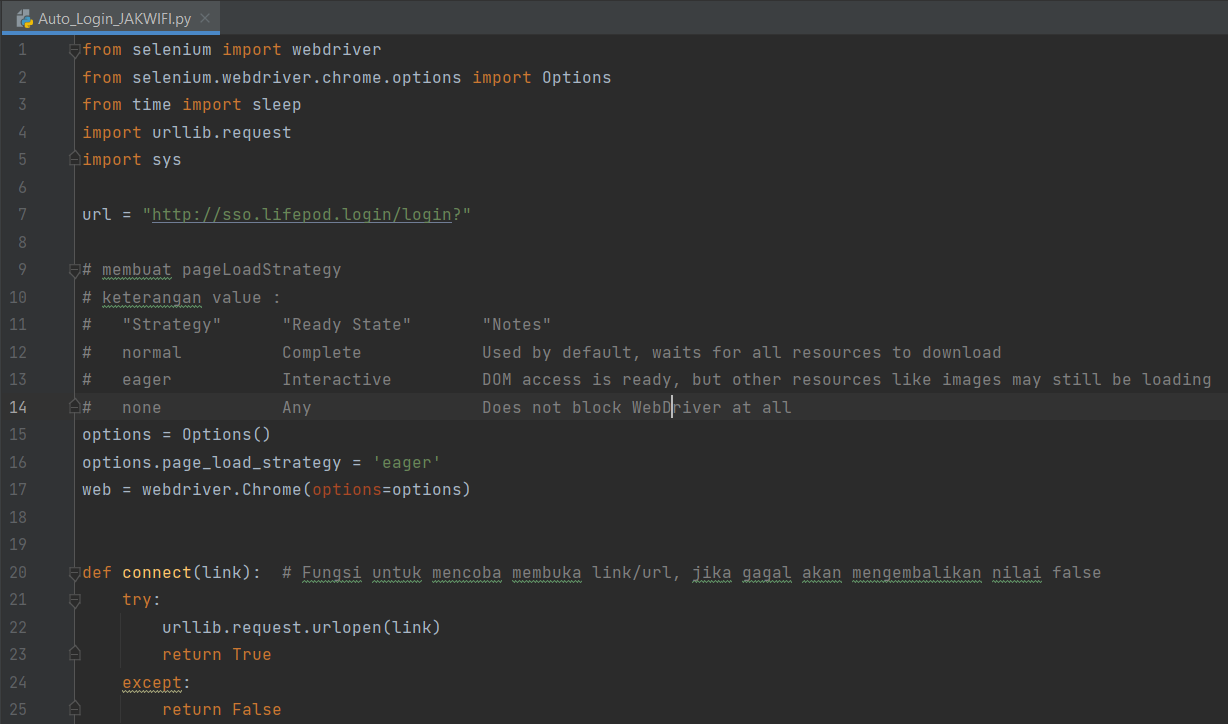 Auto_Login_JAKWIFI.py
1 from selenium import webdriver
2 from selenium.webdriver.chrome.options import Options
3 from time import sleep
4 import urllib.request
5 import sys
6
7 url = "http://sso.lifepod.login/login?"
8
9 # membuat pageLoadStrategy
10 # keterangan value :
11 #   "Strategy"      "Ready State"       "Notes"
12 #   normal          Complete            Used by default, waits for all resources to download
13 #   eager           Interactive         DOM access is ready, but other resources like images may still be loading
14 #   none            Any                 Does not block WebDriver at all
15 options = Options()
16 options.page_load_strategy = 'eager'
17 web = webdriver.Chrome(options=options)
18
19
20 def connect(link):  # Fungsi untuk mencoba membuka link/url, jika gagal akan mengembalikan nilai false
21     try:
22         urllib.request.urlopen(link)
23         return True
24     except:
25         return False